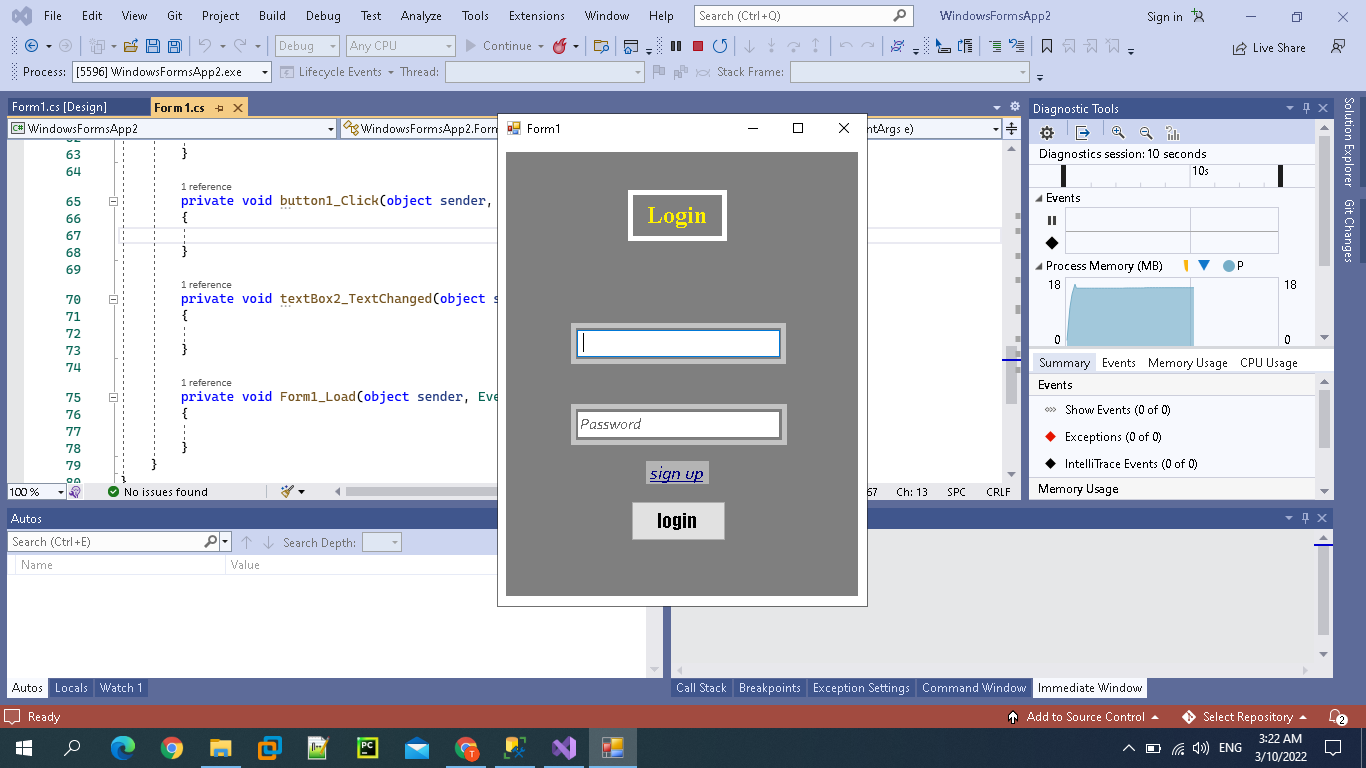 File Edit View Git Project Build Debug Test Analyze Tools Extensions Window Help Search (Ctrl+Q) WindowsFormsApp2 Sign in
Debug Any CPU Continue Live Share
Process: [5596] WindowsFormsApp2.exe Lifecycle Events Thread: Stack Frame:
Form1.cs [Design] Form1.cs
WindowsFormsApp2 WindowsFormsApp2.Form ntArgs e)
63 }
64
1 reference
65 private void button1_Click(object sender,
66 {
67
68 }
69
1 reference
70 private void textBox2_TextChanged(object s
71 {
72
73 }
74
1 reference
75 private void Form1_Load(object sender, Eve
76 {
77
78 }
79 }
80 }
100 % No issues found 67 Ch: 13 SPC CRLF
Form1
Login
Password
sign up
login
Diagnostic Tools
Diagnostics session: 10 seconds
10s
Events
Process Memory (MB) P
18 18
0 0
Summary Events Memory Usage CPU Usage
Events
Show Events (0 of 0)
Exceptions (0 of 0)
IntelliTrace Events (0 of 0)
Memory Usage
Solution Explorer
Git Changes
Autos
Search (Ctrl+E) Search Depth:
Name Value
Autos Locals Watch 1
Call Stack Breakpoints Exception Settings Command Window Immediate Window
Ready Add to Source Control Select Repository 2
ENG 3:22 AM
3/10/2022